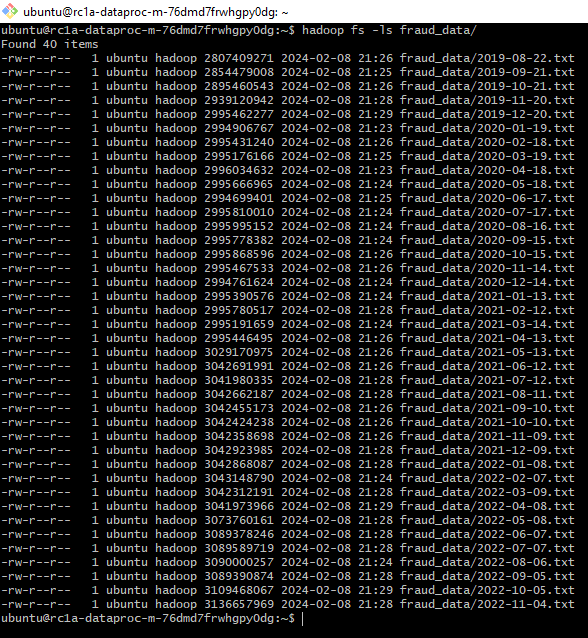 ubuntu@rc1a-dataproc-m-76dmd7frwhgpy0dg: ~
ubuntu@rc1a-dataproc-m-76dmd7frwhgpy0dg:~$ hadoop fs -ls fraud_data/
Found 40 items
-rw-r--r--   1 ubuntu hadoop 2807409271 2024-02-08 21:26 fraud_data/2019-08-22.txt
-rw-r--r--   1 ubuntu hadoop 2854479008 2024-02-08 21:25 fraud_data/2019-09-21.txt
-rw-r--r--   1 ubuntu hadoop 2895460543 2024-02-08 21:26 fraud_data/2019-10-21.txt
-rw-r--r--   1 ubuntu hadoop 2939120942 2024-02-08 21:28 fraud_data/2019-11-20.txt
-rw-r--r--   1 ubuntu hadoop 2995462277 2024-02-08 21:29 fraud_data/2019-12-20.txt
-rw-r--r--   1 ubuntu hadoop 2994906767 2024-02-08 21:23 fraud_data/2020-01-19.txt
-rw-r--r--   1 ubuntu hadoop 2995431240 2024-02-08 21:26 fraud_data/2020-02-18.txt
-rw-r--r--   1 ubuntu hadoop 2995176166 2024-02-08 21:25 fraud_data/2020-03-19.txt
-rw-r--r--   1 ubuntu hadoop 2996034632 2024-02-08 21:23 fraud_data/2020-04-18.txt
-rw-r--r--   1 ubuntu hadoop 2995666965 2024-02-08 21:24 fraud_data/2020-05-18.txt
-rw-r--r--   1 ubuntu hadoop 2994699401 2024-02-08 21:25 fraud_data/2020-06-17.txt
-rw-r--r--   1 ubuntu hadoop 2995810010 2024-02-08 21:24 fraud_data/2020-07-17.txt
-rw-r--r--   1 ubuntu hadoop 2995995152 2024-02-08 21:24 fraud_data/2020-08-16.txt
-rw-r--r--   1 ubuntu hadoop 2995778382 2024-02-08 21:24 fraud_data/2020-09-15.txt
-rw-r--r--   1 ubuntu hadoop 2995868596 2024-02-08 21:26 fraud_data/2020-10-15.txt
-rw-r--r--   1 ubuntu hadoop 2995467533 2024-02-08 21:26 fraud_data/2020-11-14.txt
-rw-r--r--   1 ubuntu hadoop 2994761624 2024-02-08 21:24 fraud_data/2020-12-14.txt
-rw-r--r--   1 ubuntu hadoop 2995390576 2024-02-08 21:24 fraud_data/2021-01-13.txt
-rw-r--r--   1 ubuntu hadoop 2995780517 2024-02-08 21:28 fraud_data/2021-02-12.txt
-rw-r--r--   1 ubuntu hadoop 2995191659 2024-02-08 21:24 fraud_data/2021-03-14.txt
-rw-r--r--   1 ubuntu hadoop 2995446495 2024-02-08 21:26 fraud_data/2021-04-13.txt
-rw-r--r--   1 ubuntu hadoop 3029170975 2024-02-08 21:26 fraud_data/2021-05-13.txt
-rw-r--r--   1 ubuntu hadoop 3042691991 2024-02-08 21:26 fraud_data/2021-06-12.txt
-rw-r--r--   1 ubuntu hadoop 3041980335 2024-02-08 21:28 fraud_data/2021-07-12.txt
-rw-r--r--   1 ubuntu hadoop 3042662187 2024-02-08 21:28 fraud_data/2021-08-11.txt
-rw-r--r--   1 ubuntu hadoop 3042455173 2024-02-08 21:26 fraud_data/2021-09-10.txt
-rw-r--r--   1 ubuntu hadoop 3042424238 2024-02-08 21:26 fraud_data/2021-10-10.txt
-rw-r--r--   1 ubuntu hadoop 3042358698 2024-02-08 21:26 fraud_data/2021-11-09.txt
-rw-r--r--   1 ubuntu hadoop 3042923985 2024-02-08 21:28 fraud_data/2021-12-09.txt
-rw-r--r--   1 ubuntu hadoop 3042868087 2024-02-08 21:28 fraud_data/2022-01-08.txt
-rw-r--r--   1 ubuntu hadoop 3043148790 2024-02-08 21:24 fraud_data/2022-02-07.txt
-rw-r--r--   1 ubuntu hadoop 3042312191 2024-02-08 21:28 fraud_data/2022-03-09.txt
-rw-r--r--   1 ubuntu hadoop 3041973966 2024-02-08 21:29 fraud_data/2022-04-08.txt
-rw-r--r--   1 ubuntu hadoop 3073760161 2024-02-08 21:28 fraud_data/2022-05-08.txt
-rw-r--r--   1 ubuntu hadoop 3089378246 2024-02-08 21:28 fraud_data/2022-06-07.txt
-rw-r--r--   1 ubuntu hadoop 3089589719 2024-02-08 21:28 fraud_data/2022-07-07.txt
-rw-r--r--   1 ubuntu hadoop 3090000257 2024-02-08 21:24 fraud_data/2022-08-06.txt
-rw-r--r--   1 ubuntu hadoop 3089390874 2024-02-08 21:28 fraud_data/2022-09-05.txt
-rw-r--r--   1 ubuntu hadoop 3109468067 2024-02-08 21:29 fraud_data/2022-10-05.txt
-rw-r--r--   1 ubuntu hadoop 3136657969 2024-02-08 21:28 fraud_data/2022-11-04.txt
ubuntu@rc1a-dataproc-m-76dmd7frwhgpy0dg:~$